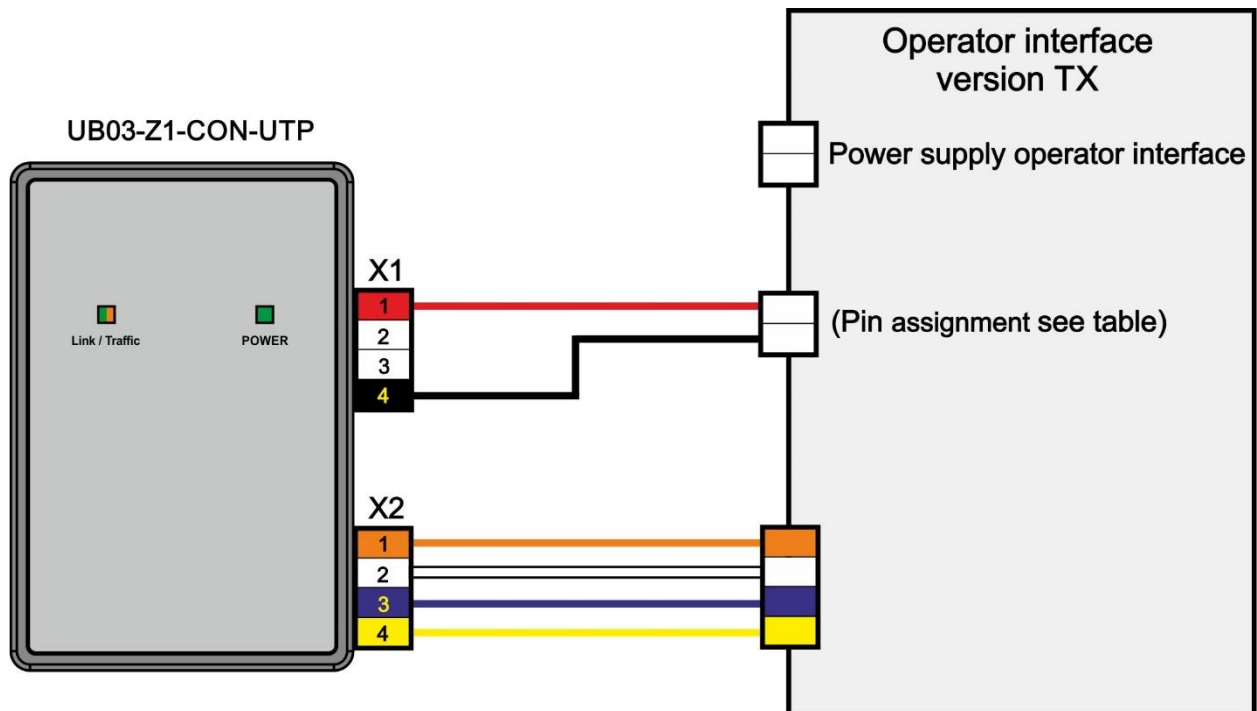 Operator interface
version TX
UB03-Z1-CON-UTP
Power supply operator interface
X1
1
2
3
4
(Pin assignment see table)
Link / Traffic
POWER
X2
1
2
3
4